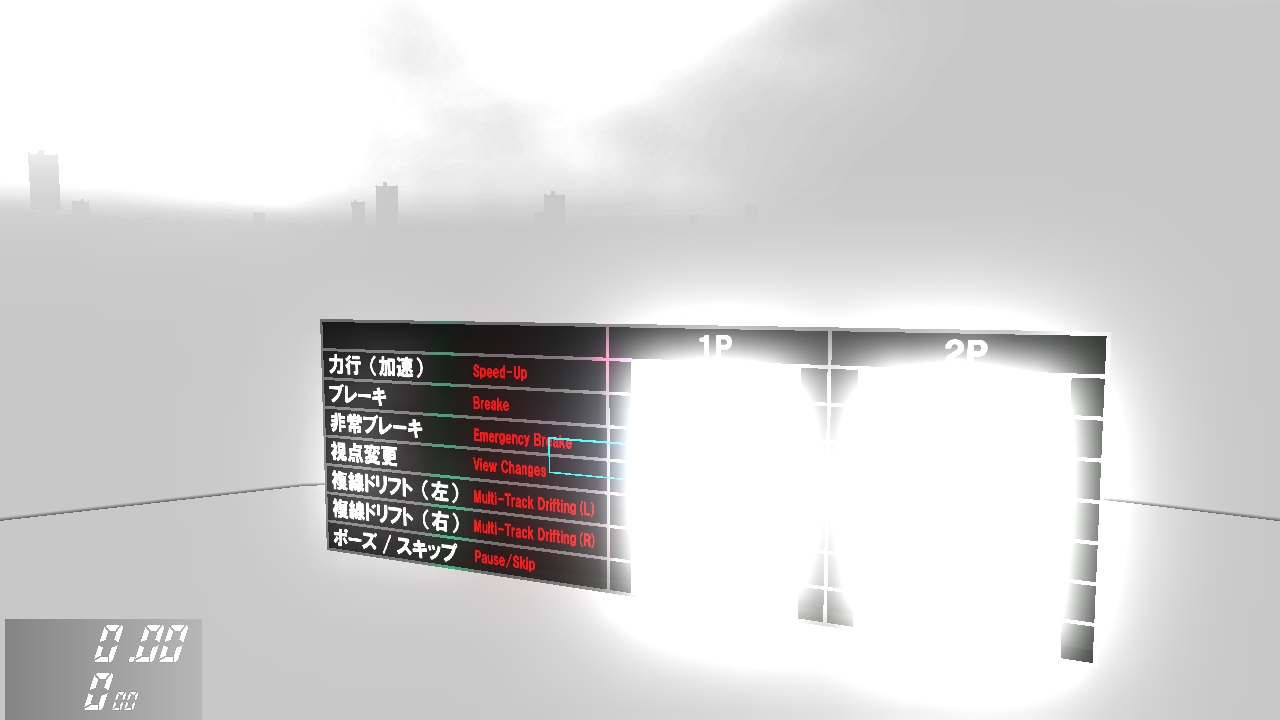 1P 2P
力行（加速） Speed-Up
ブレーキ Breake
非常ブレーキ Emergency Breake
視点変更 View Changes
複線ドリフト（左） Multi-Track Drifting(L)
複線ドリフト（右） Multi-Track Drifting(R)
ポーズ / スキップ Pause/Skip
0.00
0 00